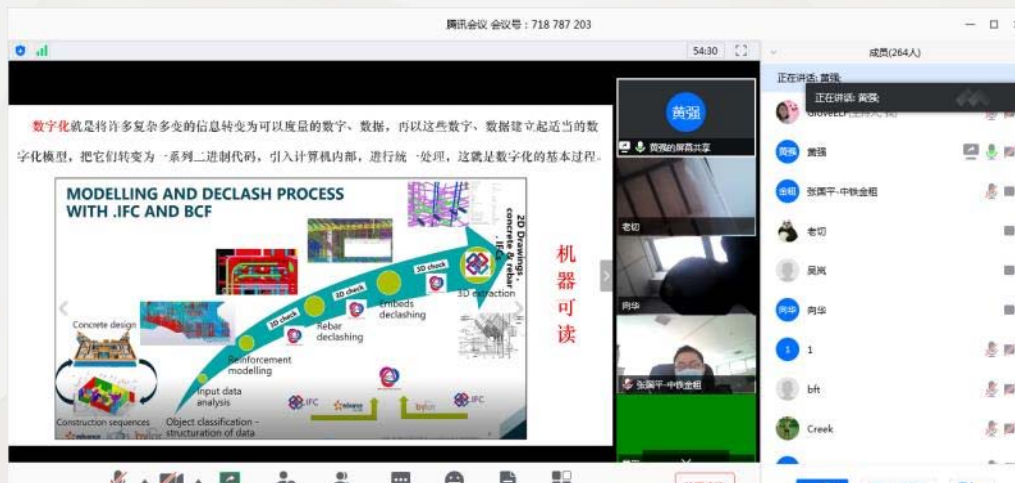 腾讯会议 会议号：718 787 203
54:30
成员(264人)
正在讲话: 黄强;
正在讲话: 黄强;
数字化就是将许多复杂多变的信息转变为可以度量的数字、数据，再以这些数字、数据建立起适当的数
字化模型，把它们转变为一系列二进制代码，引入计算机内部，进行统一处理，这就是数字化的基本过程。
MODELLING AND DECLASH PROCESS
WITH .IFC AND BCF
2D Drawings,
concrete & rebar
. IFCs
3D check
3D check
3D check
3D extraction
Embeds
declashing
Rebar
declashing
Reinforcement
modelling
Input data
analysis
Object classification -
structuration of data
Concrete design
Construction sequences
IFC
IFC
bylor
机
器
可
读
黄强
黄强的屏幕共享
老切
向华
张国平-中铁金租
黄强
黄强
金租
张国平-中铁金租
老切
吴岚
向华
向华
1
1
bft
Creek